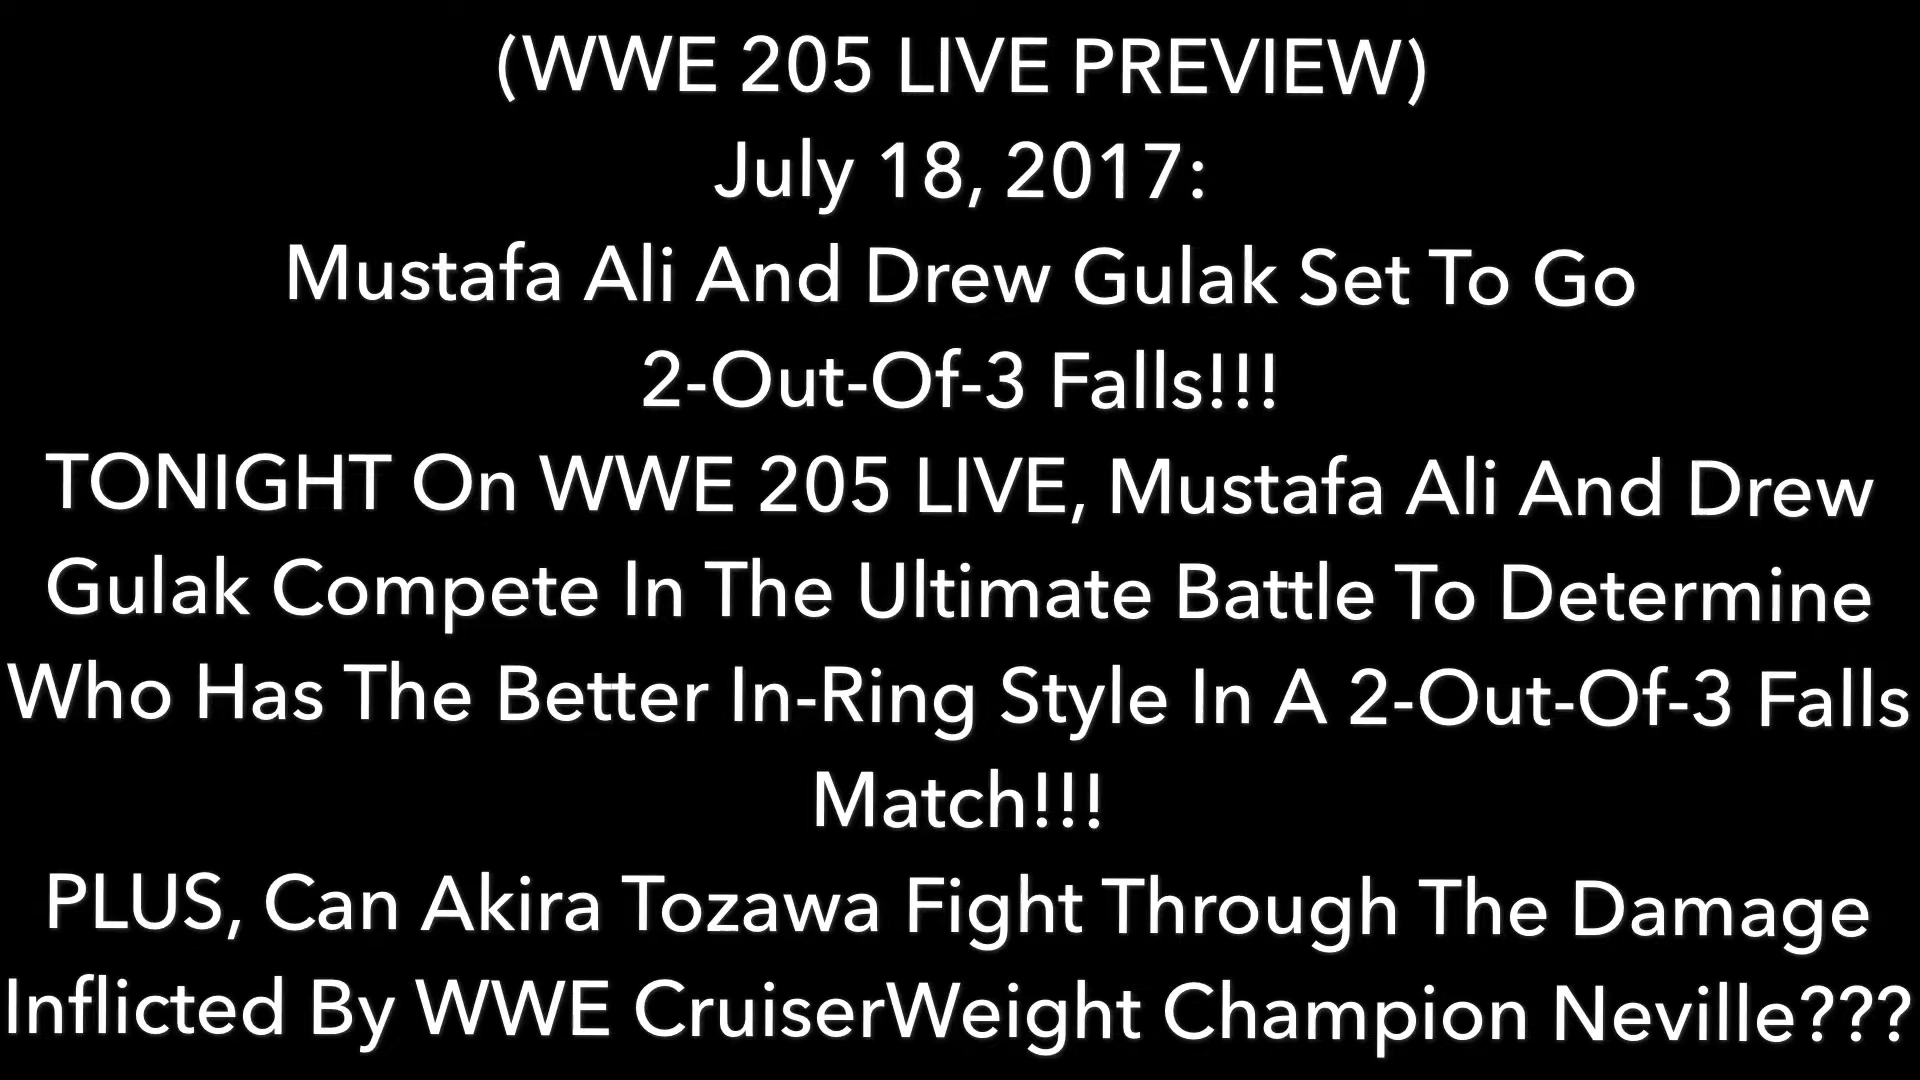 (WWE 205 LIVE PREVIEW)
July 18, 2017:
Mustafa Ali And Drew Gulak Set To Go
2-Out-Of-3 Falls!!!
TONIGHT On WWE 205 LIVE, Mustafa Ali And Drew
Gulak Compete In The Ultimate Battle To Determine
Who Has The Better In-Ring Style In A 2-Out-Of-3 Falls
Match!!!
PLUS, Can Akira Tozawa Fight Through The Damage
Inflicted By WWE CruiserWeight Champion Neville???